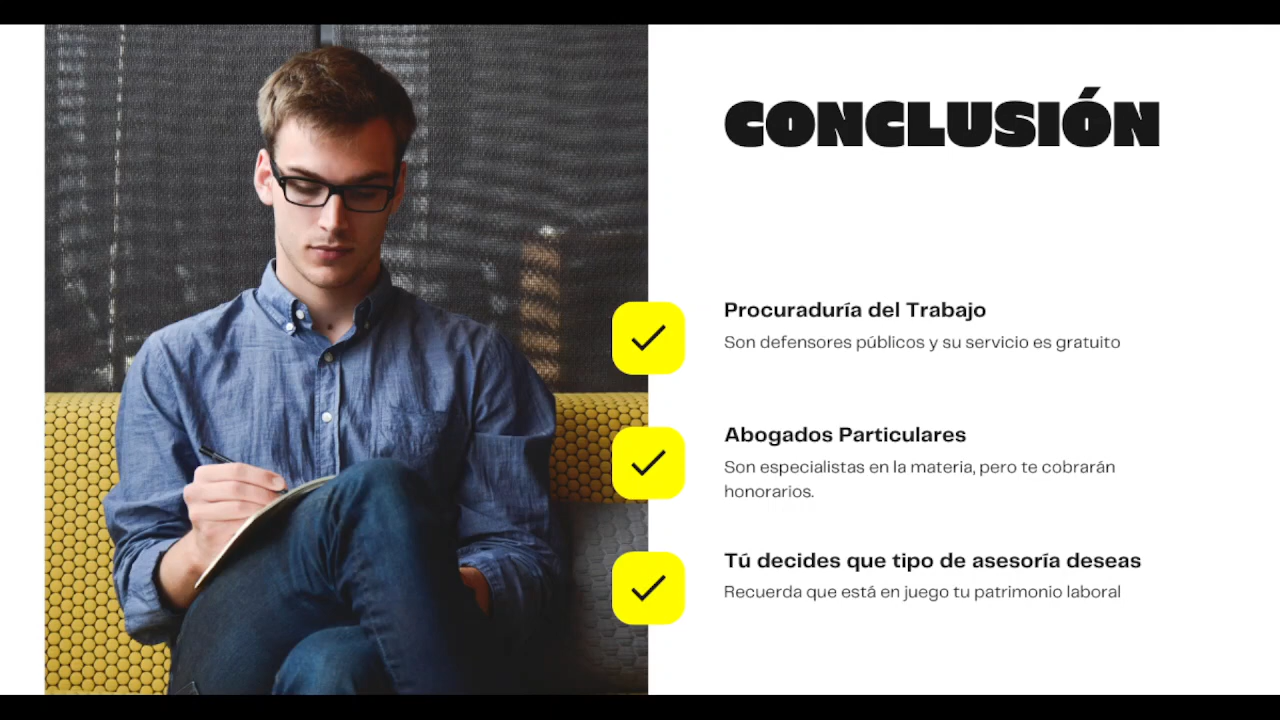 CONCLUSIÓN
Procuraduría del Trabajo
Son defensores públicos y su servicio es gratuito
Abogados Particulares
Son especialistas en la materia, pero te cobrarán
honorarios.
Tú decides que tipo de asesoría deseas
Recuerda que está en juego tu patrimonio laboral